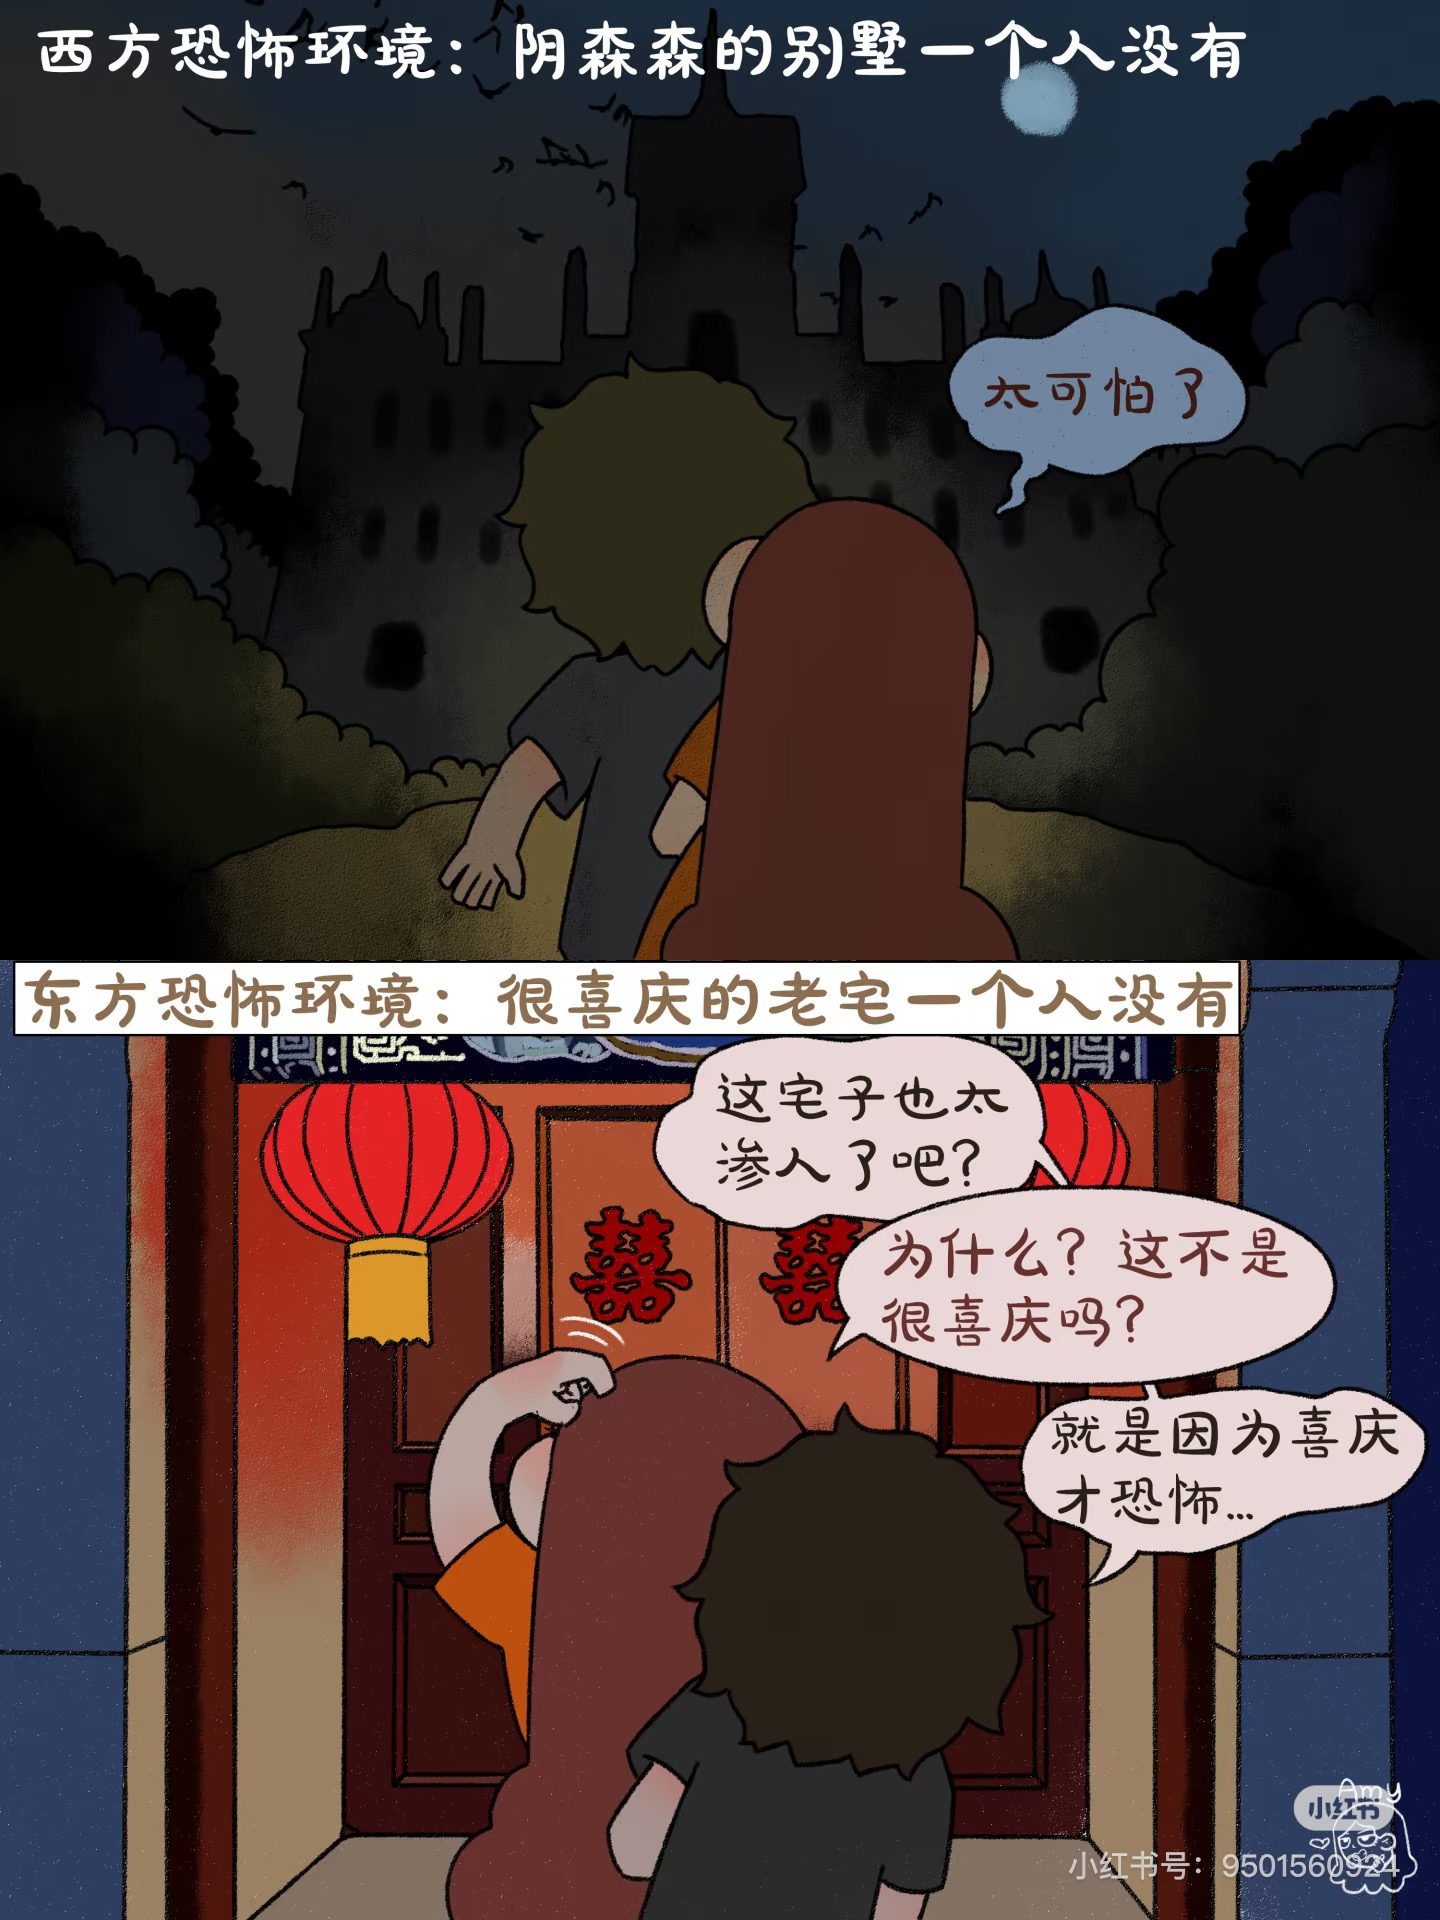 西方恐怖环境：阴森森的别墅一个人没有
太可怕了
东方恐怖环境：很喜庆的老宅一个人没有
这宅子也太
渗人了吧？
为什么？这不是
很喜庆吗？
就是因为喜庆
才恐怖...
囍
囍
Amy
小红书
小红书号：9501560924